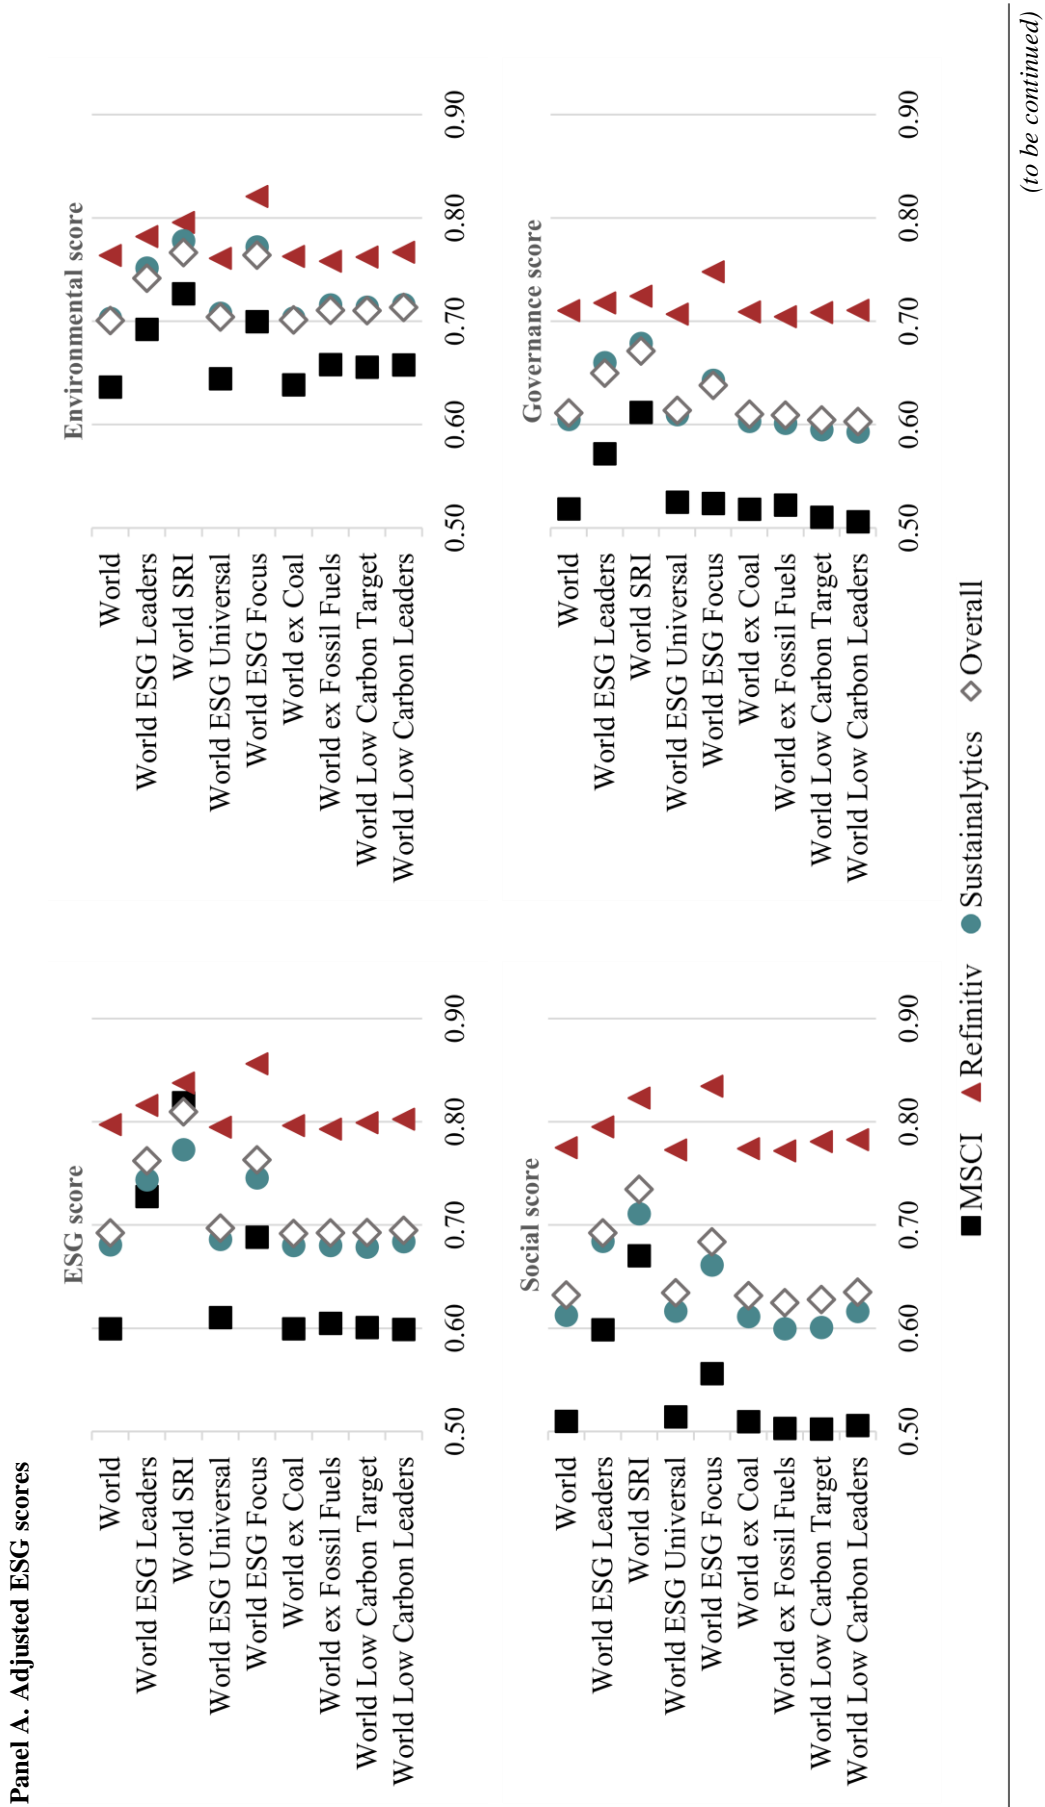 Panel A. Adjusted ESG scores
ESG score
World
World ESG Leaders
World SRI
World ESG Universal
World ESG Focus
World ex Coal
World ex Fossil Fuels
World Low Carbon Target
World Low Carbon Leaders
0.50 0.60 0.70 0.80 0.90
Environmental score
World
World ESG Leaders
World SRI
World ESG Universal
World ESG Focus
World ex Coal
World ex Fossil Fuels
World Low Carbon Target
World Low Carbon Leaders
0.50 0.60 0.70 0.80 0.90
Social score
World
World ESG Leaders
World SRI
World ESG Universal
World ESG Focus
World ex Coal
World ex Fossil Fuels
World Low Carbon Target
World Low Carbon Leaders
0.50 0.60 0.70 0.80 0.90
Governance score
World
World ESG Leaders
World SRI
World ESG Universal
World ESG Focus
World ex Coal
World ex Fossil Fuels
World Low Carbon Target
World Low Carbon Leaders
0.50 0.60 0.70 0.80 0.90
MSCI Refinitiv Sustainalytics Overall
(to be continued)